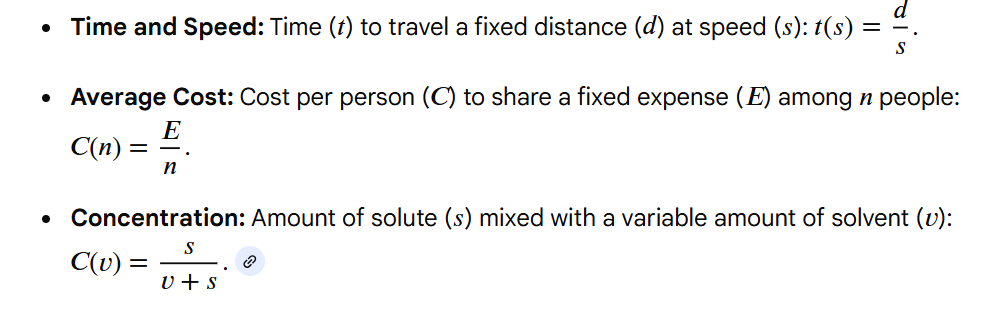 • Time and Speed: Time (t) to travel a fixed distance (d) at speed (s): t(s) = d/s.
• Average Cost: Cost per person (C) to share a fixed expense (E) among n people:
C(n) = E/n.
• Concentration: Amount of solute (s) mixed with a variable amount of solvent (v):
C(v) = s/(v + s).